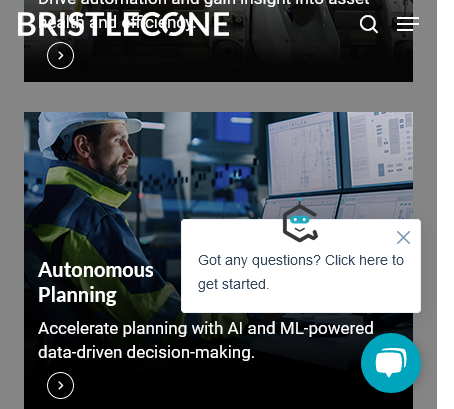 Drive automation and gain insight into asset
health and efficiency.
BRISTLECONE
Got any questions? Click here to
get started.
Autonomous
Planning
Accelerate planning with AI and ML-powered
data-driven decision-making.